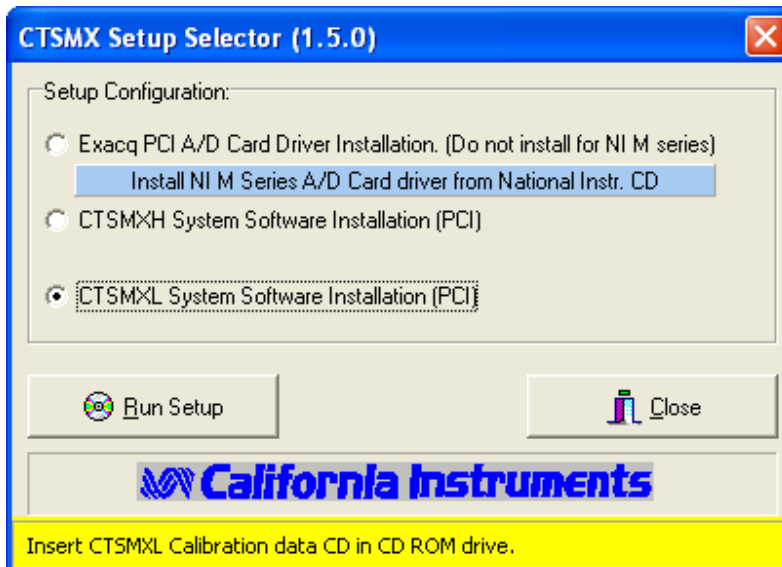 CTSMX Setup Selector (1.5.0)
Setup Configuration:
Exacq PCI A/D Card Driver Installation. (Do not install for NI M series)
Install NI M Series A/D Card driver from National Instr. CD
CTSMXH System Software Installation (PCI)
CTSMXL System Software Installation (PCI)
Run Setup
Close
California Instruments
Insert CTSMXL Calibration data CD in CD ROM drive.